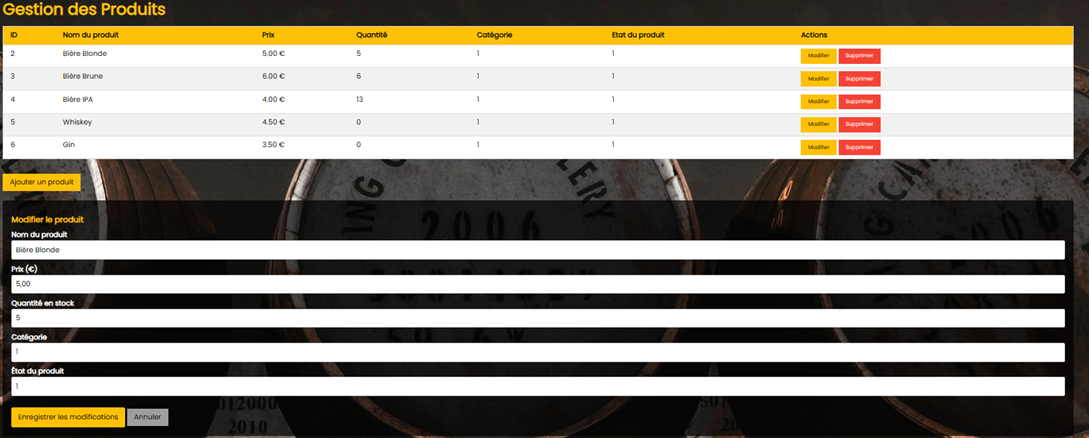 Gestion des Produits
ID Nom du produit Prix Quantité Catégorie Etat du produit Actions
2 Bière Blonde 5.00 € 5 1 1 Modifier Supprimer
3 Bière Brune 6.00 € 6 1 1 Modifier Supprimer
4 Bière IPA 4.00 € 13 1 1 Modifier Supprimer
5 Whiskey 4.50 € 0 1 1 Modifier Supprimer
6 Gin 3.50 € 0 1 1 Modifier Supprimer
Ajouter un produit
Modifier le produit
Nom du produit
Bière Blonde
Prix (€)
5,00
Quantité en stock
5
Catégorie
1
État du produit
1
Enregistrer les modifications Annuler
2006
2010